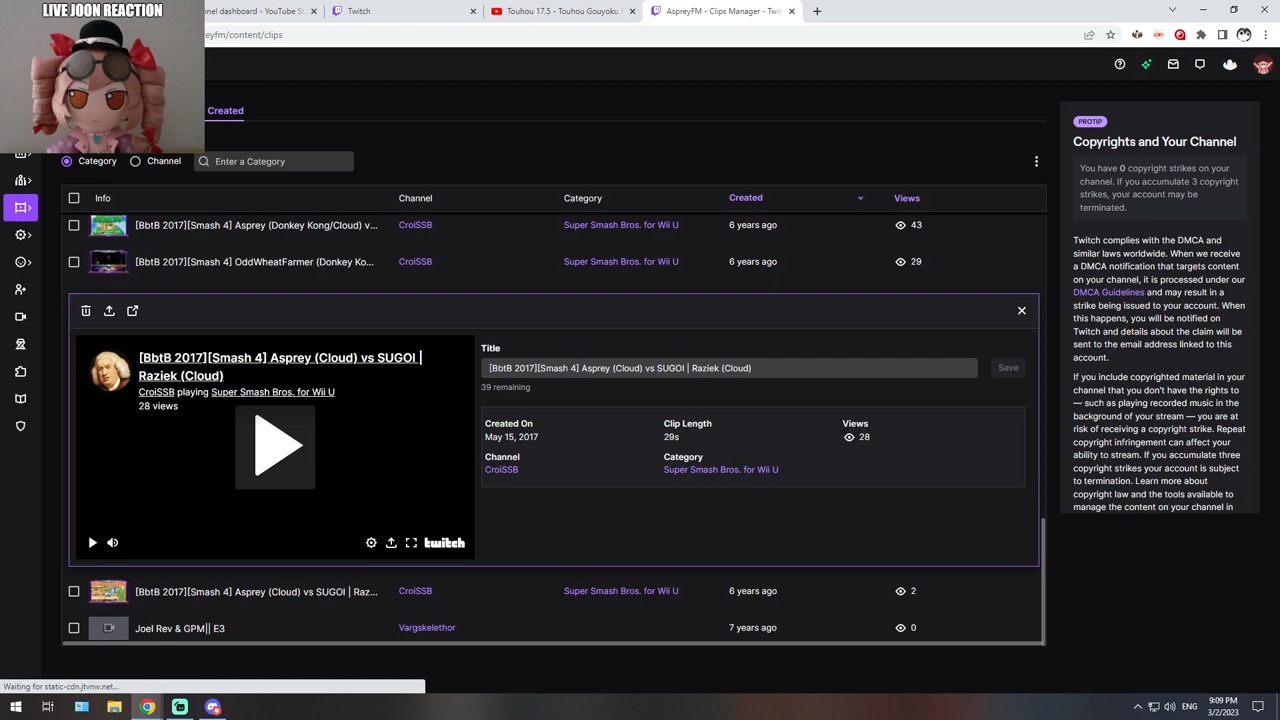 LIVE JOON REACTION
nnel dashboard - YouTube St
Twitch
Touhou 17.5 - Touhou Gouyoku
AspreyFM - Clips Manager - Twit
reyfm/content/clips
Created
Category
Channel
Enter a Category
Info
Channel
Category
Created
Views
[BbtB 2017][Smash 4] Asprey (Donkey Kong/Cloud) v...
CroiSSB
Super Smash Bros. for Wii U
6 years ago
43
[BbtB 2017][Smash 4] OddWheatFarmer (Donkey Ko...
CroiSSB
Super Smash Bros. for Wii U
6 years ago
29
[BbtB 2017][Smash 4] Asprey (Cloud) vs SUGOI |
Raziek (Cloud)
CroiSSB playing Super Smash Bros. for Wii U
28 views
twitch
Title
[BbtB 2017][Smash 4] Asprey (Cloud) vs SUGOI | Raziek (Cloud)
Save
39 remaining
Created On
May 15, 2017
Clip Length
29s
Views
28
Channel
CroiSSB
Category
Super Smash Bros. for Wii U
[BbtB 2017][Smash 4] Asprey (Cloud) vs SUGOI | Raz...
CroiSSB
Super Smash Bros. for Wii U
6 years ago
2
Joel Rev & GPM|| E3
Vargskelethor
7 years ago
0
PROTIP
Copyrights and Your Channel
You have 0 copyright strikes on
your channel. If you accumulate 3 copyright
strikes, your account may be
terminated.
Twitch complies with the DMCA and
similar laws worldwide. When we receive
a DMCA notification that targets content
on your channel, it is processed under our
DMCA Guidelines and may result in a
strike being issued to your account. When
this happens, you will be notified on
Twitch and details about the claim will be
sent to the email address linked to this
account.
If you include copyrighted material in your
channel that you don't have the rights to
— such as playing recorded music in the
background of your stream — you are at
risk of receiving a copyright strike. Repeat
copyright infringement can affect your
ability to stream. If you accumulate three
copyright strikes your account is subject
to termination. Learn more about
copyright law and the tools available to
manage the content on your channel in
Waiting for static-cdn.jtvnw.net...
ENG
9:09 PM
3/2/2023